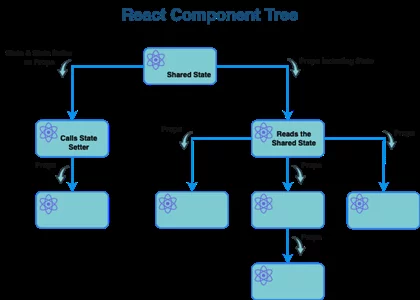 React Component Tree
State & State Setter
as Props
Props Including State
Shared State
Calls State
Setter
Props
Reads the
Shared State
Props
Props
Props
Props